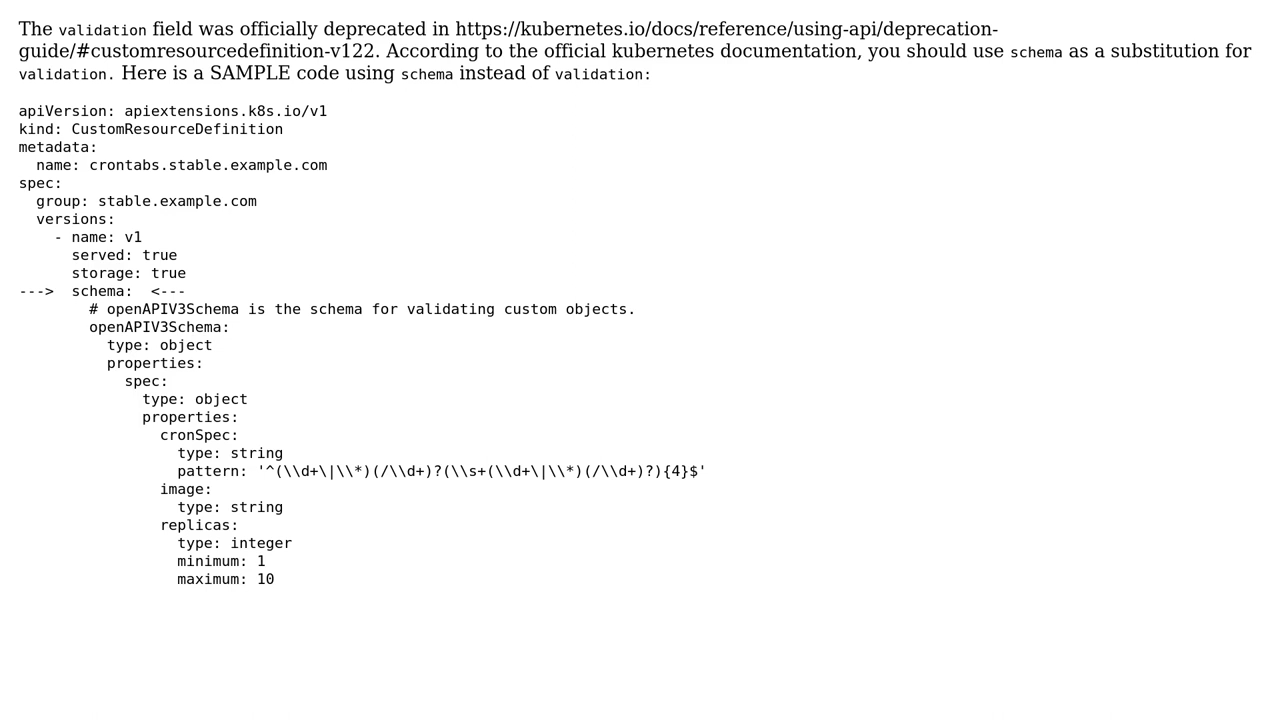 The validation field was officially deprecated in https://kubernetes.io/docs/reference/using-api/deprecation-
guide/#customresourcedefinition-v122. According to the official kubernetes documentation, you should use schema as a substitution for
validation. Here is a SAMPLE code using schema instead of validation:
apiVersion: apiextensions.k8s.io/v1
kind: CustomResourceDefinition
metadata:
  name: crontabs.stable.example.com
spec:
  group: stable.example.com
  versions:
    - name: v1
      served: true
      storage: true
--->  schema:  <---
        # openAPIV3Schema is the schema for validating custom objects.
        openAPIV3Schema:
          type: object
          properties:
            spec:
              type: object
              properties:
                cronSpec:
                  type: string
                  pattern: '^(\\d+\|\\*)(/\\d+)?(\\s+(\\d+\|\\*)(/\\d+)?){4}$'
                image:
                  type: string
                replicas:
                  type: integer
                  minimum: 1
                  maximum: 10